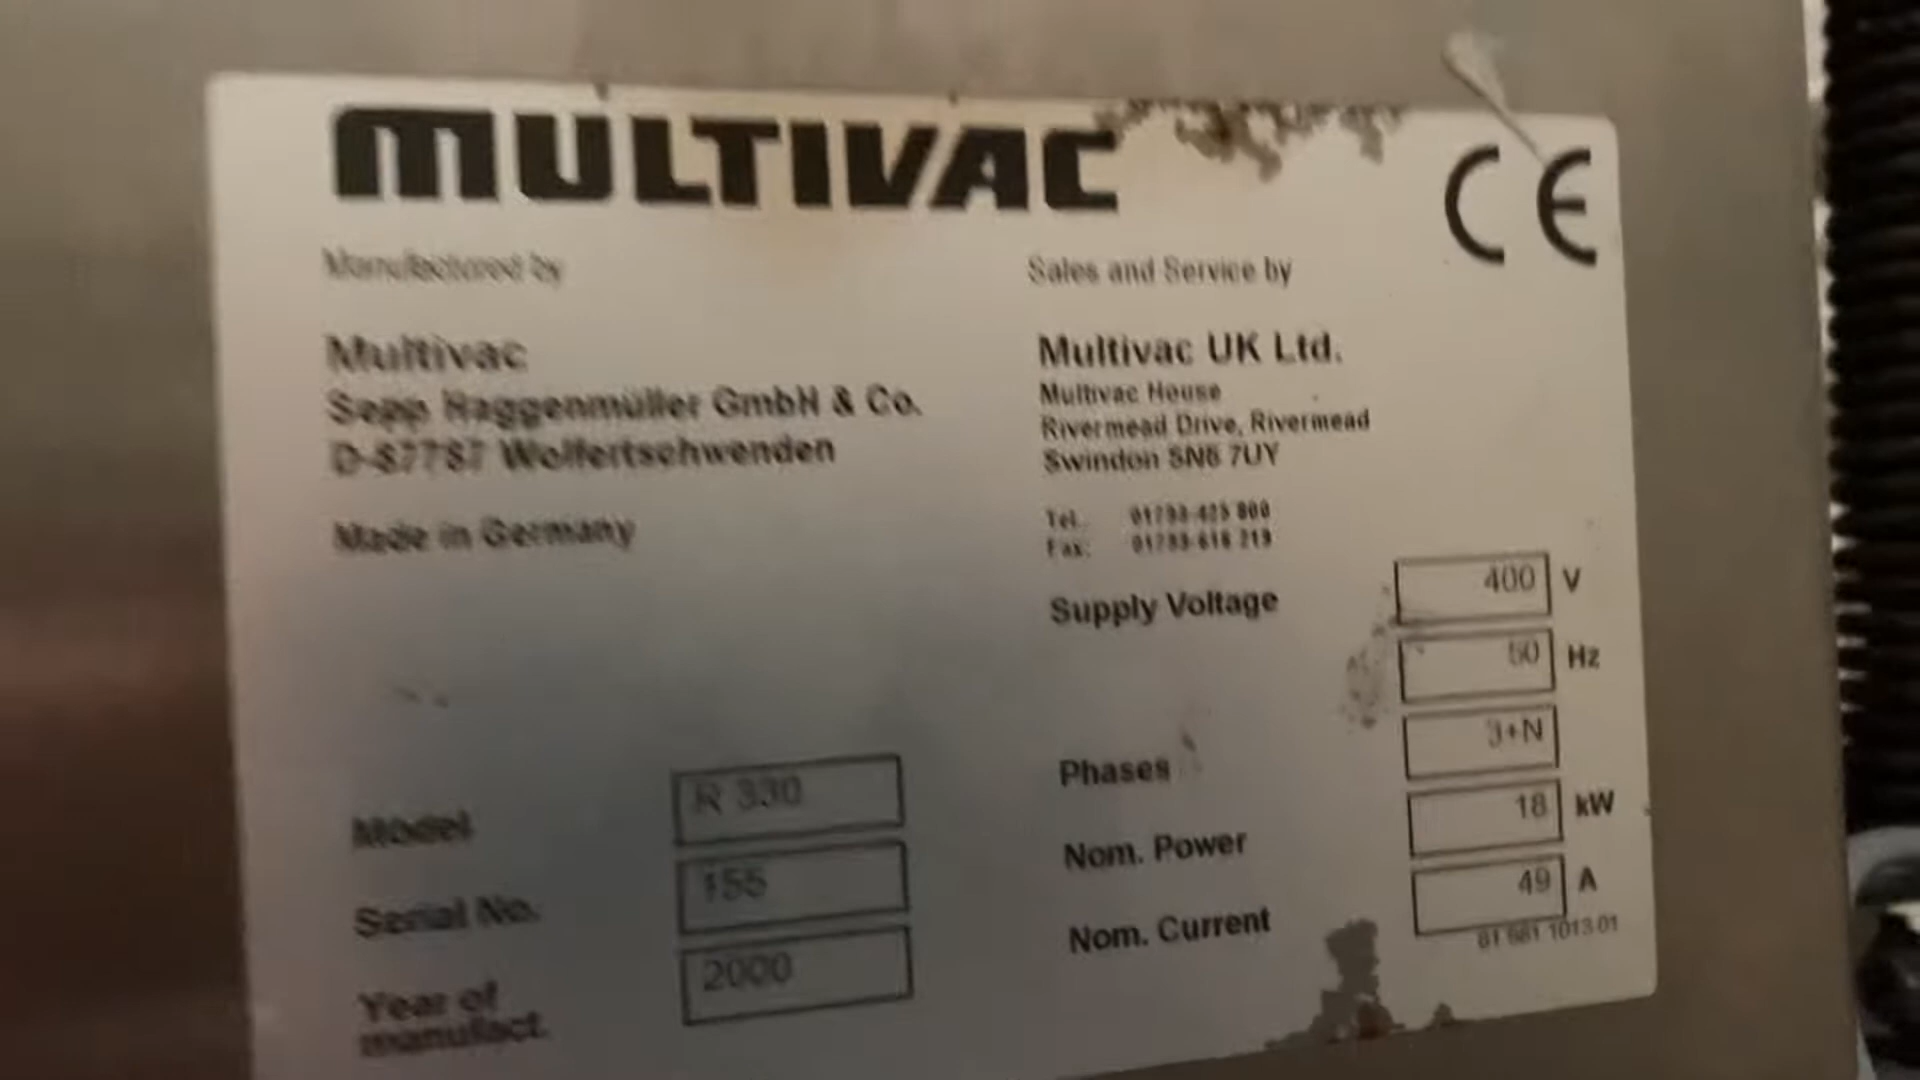 MULTIVAC
CE
Manufactured by
Multivac
Sepp Haggenmüller GmbH & Co.
D-87787 Wolfertschwenden
Made in Germany
Sales and Service by
Multivac UK Ltd.
Multivac House
Rivermead Drive, Rivermead
Swindon SN5 7UY
Tel.
Fax:
Supply Voltage 400 V
50 Hz
Phases 3+N
Nom. Power 18 kW
Nom. Current 49 A
Model R 330
Serial No. 155
Year of
manufact. 2000